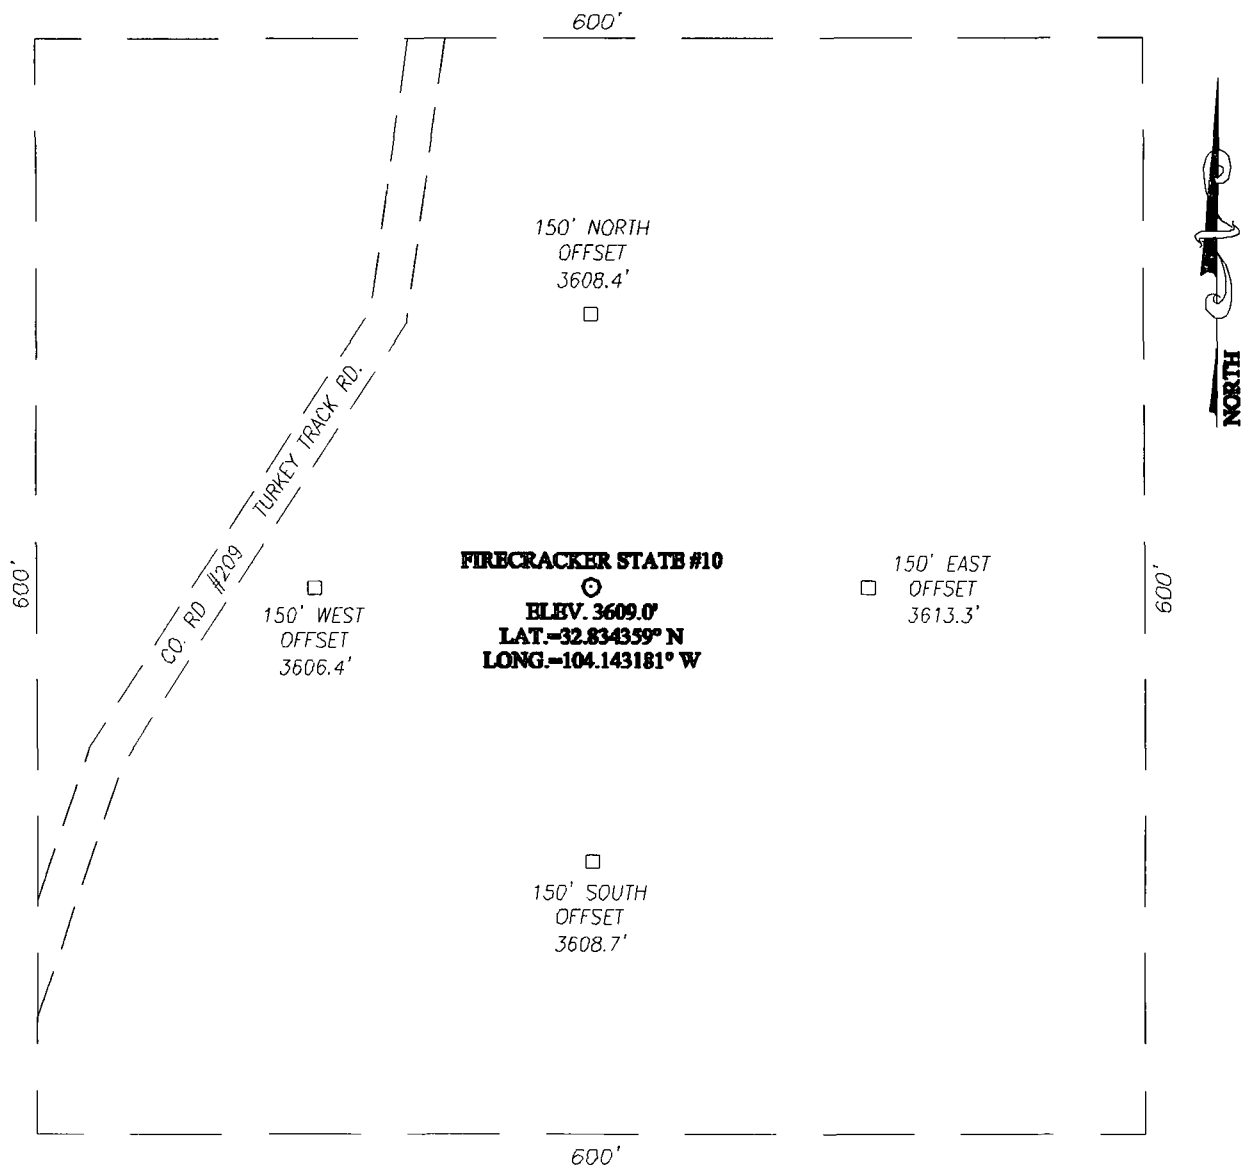 600'
150' NORTH
OFFSET
3608.4'
NORTH
CO. RD #209 TURKEY TRACK RD.
600'
150' WEST
OFFSET
3606.4'
FIRECRACKER STATE #10
ELEV. 3609.0'
LAT.=32.834359° N
LONG.=104.143181° W
150' EAST
OFFSET
3613.3'
600'
150' SOUTH
OFFSET
3608.7'
600'